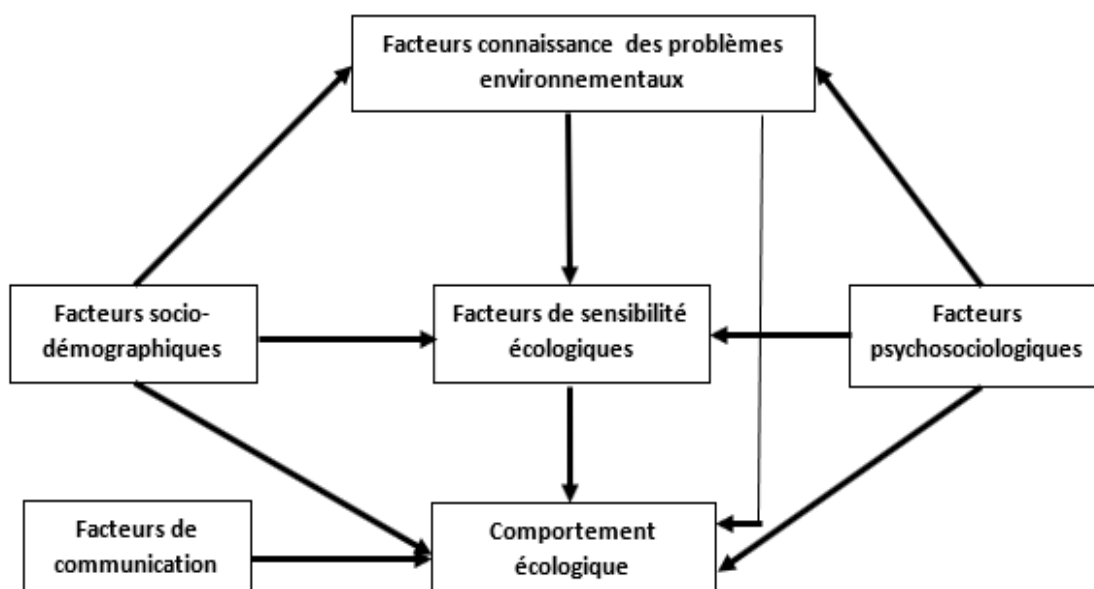 Facteurs connaissance des problèmes
environnementaux
Facteurs socio-
démographiques
Facteurs de sensibilité
écologiques
Facteurs
psychosociologiques
Facteurs de
communication
Comportement
écologique